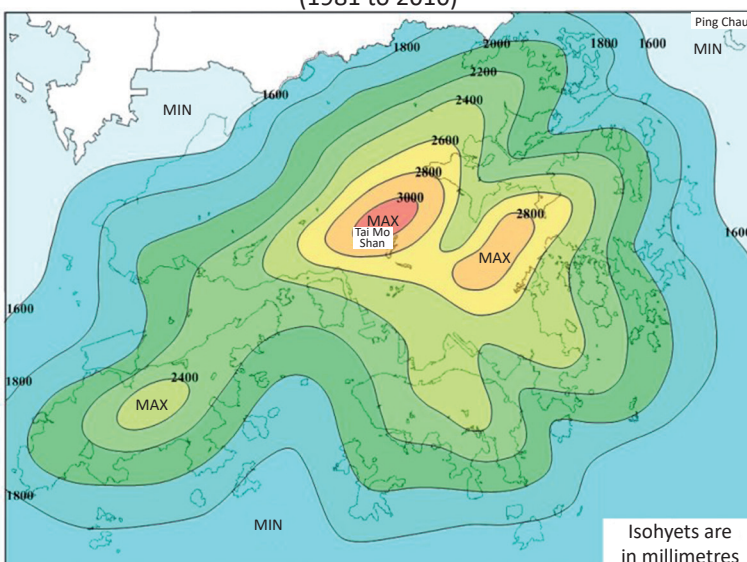 (1981 to 2010)
Ping Chau
MIN
1800
2000
1800
1600
2200
1600
2400
MIN
2600
2800
3000
MAX
Tai Mo
Shan
2800
1600
MAX
1600
1800
2400
MAX
1800
MIN
Isohyets are
in millimetres